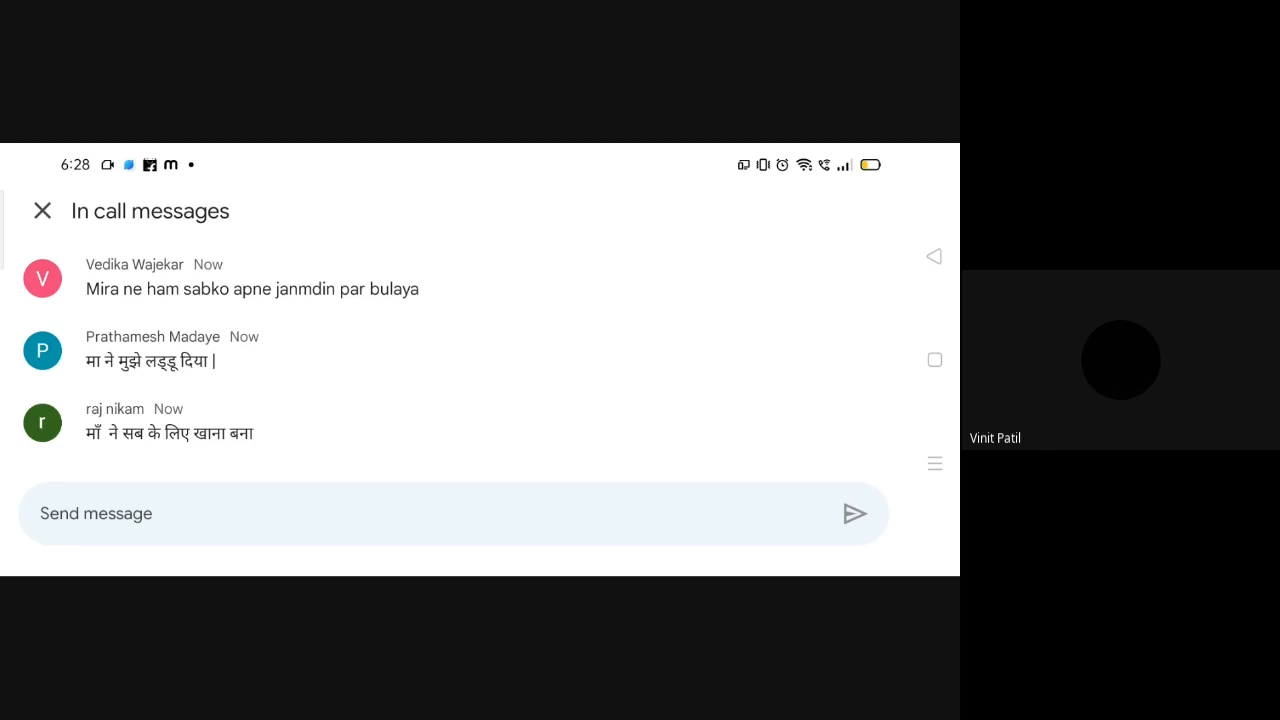 6:28
In call messages
V
Vedika Wajekar Now
Mira ne ham sabko apne janmdin par bulaya
P
Prathamesh Madaye Now
मा ने मुझे लड्डू दिया |
r
raj nikam Now
माँ  ने सब के लिए खाना बना
Send message
Vinit Patil